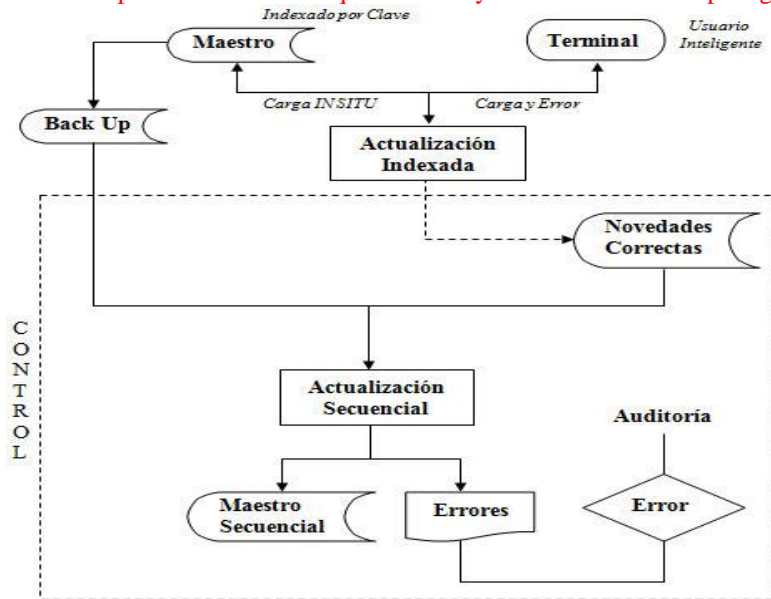 Indexado por Clave
Maestro
Terminal
Usuario
Inteligente
Carga INSITU
Carga y Error
Back Up
Actualización
Indexada
Novedades
Correctas
CONTROL
Actualización
Secuencial
Auditoría
Maestro
Secuencial
Errores
Error